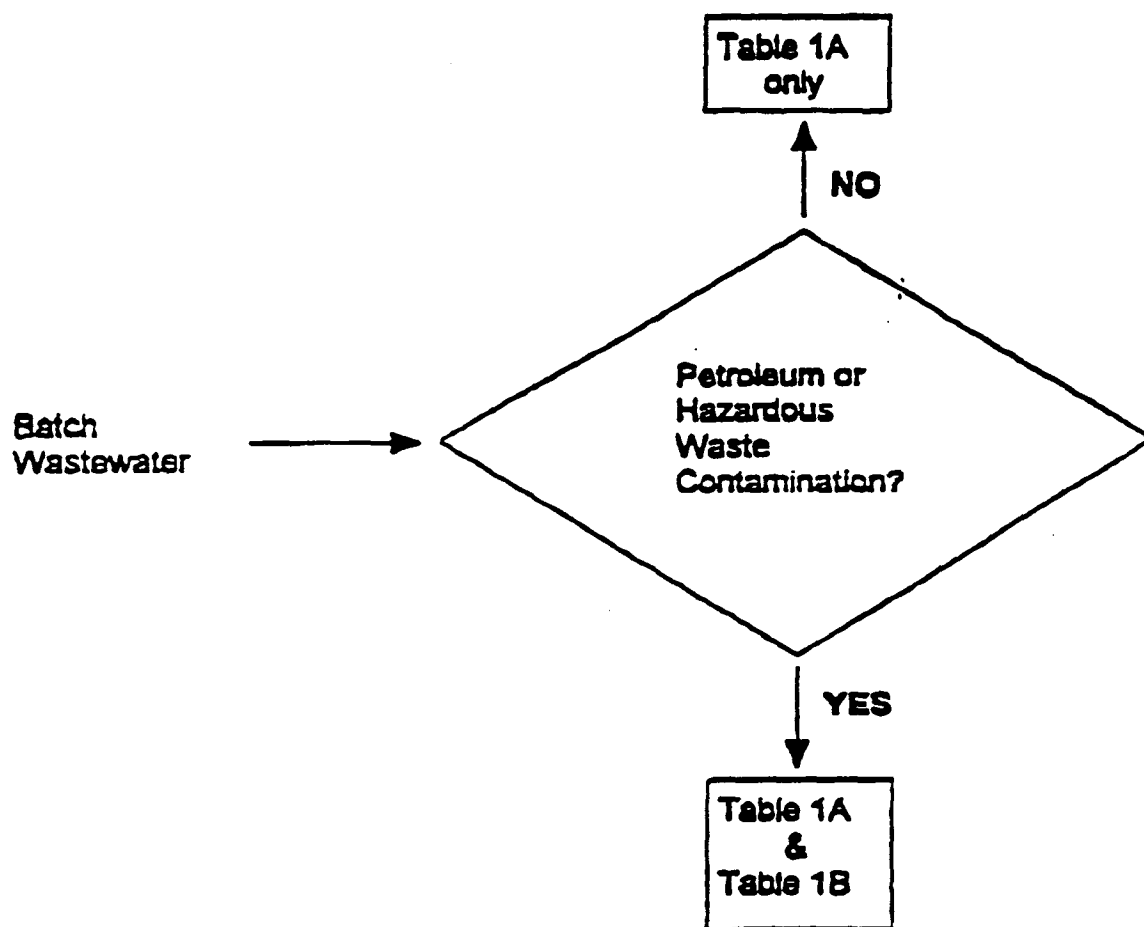 Table 1A
only
NO
Petroleum or
Hazardous
Waste
Contamination?
Batch
Wastewater
YES
Table 1A
&
Table 1B